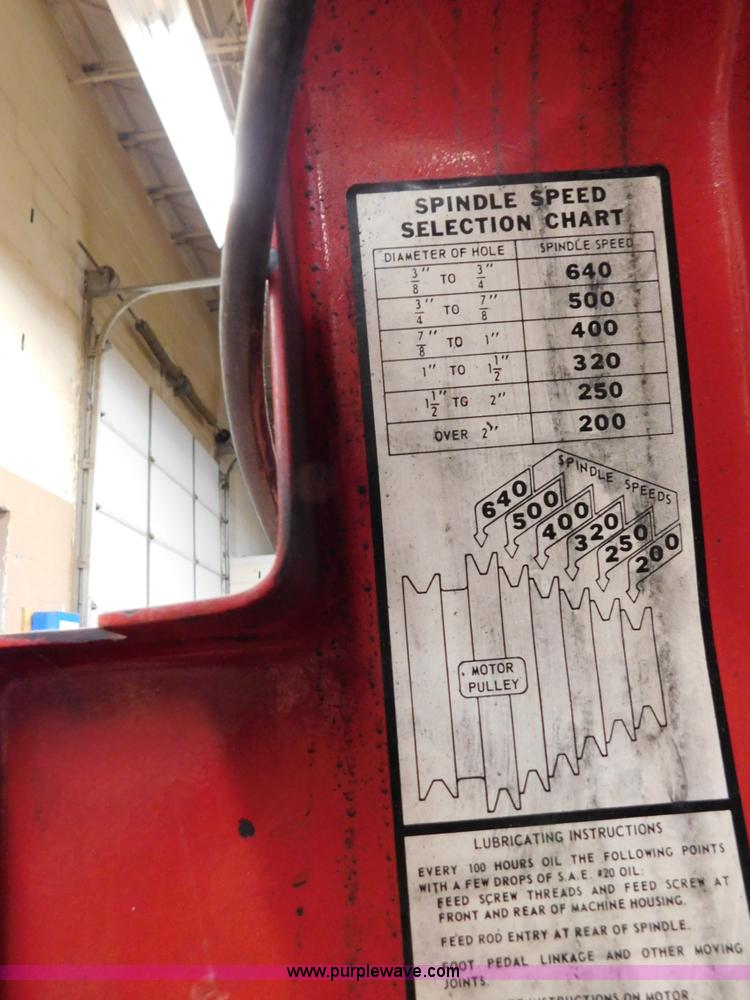 SPINDLE SPEED
SELECTION CHART
DIAMETER OF HOLE SPINDLE SPEED
3/8" TO 3/4" 640
3/4" TO 7/8" 500
7/8" TO 1" 400
1" TO 1 1/2" 320
1 1/2" TO 2" 250
OVER 2" 200
SPINDLE SPEEDS
640 500 400 320 250 200
MOTOR
PULLEY
LUBRICATING INSTRUCTIONS
EVERY 100 HOURS OIL THE FOLLOWING POINTS
WITH A FEW DROPS OF S.A.E. #20 OIL:
FEED SCREW THREADS AND FEED SCREW AT
FRONT AND REAR OF MACHINE HOUSING.
FEED ROD ENTRY AT REAR OF SPINDLE.
FOOT PEDAL LINKAGE AND OTHER MOVING
JOINTS.
INSTRUCTIONS ON MOTOR
www.purplewave.com